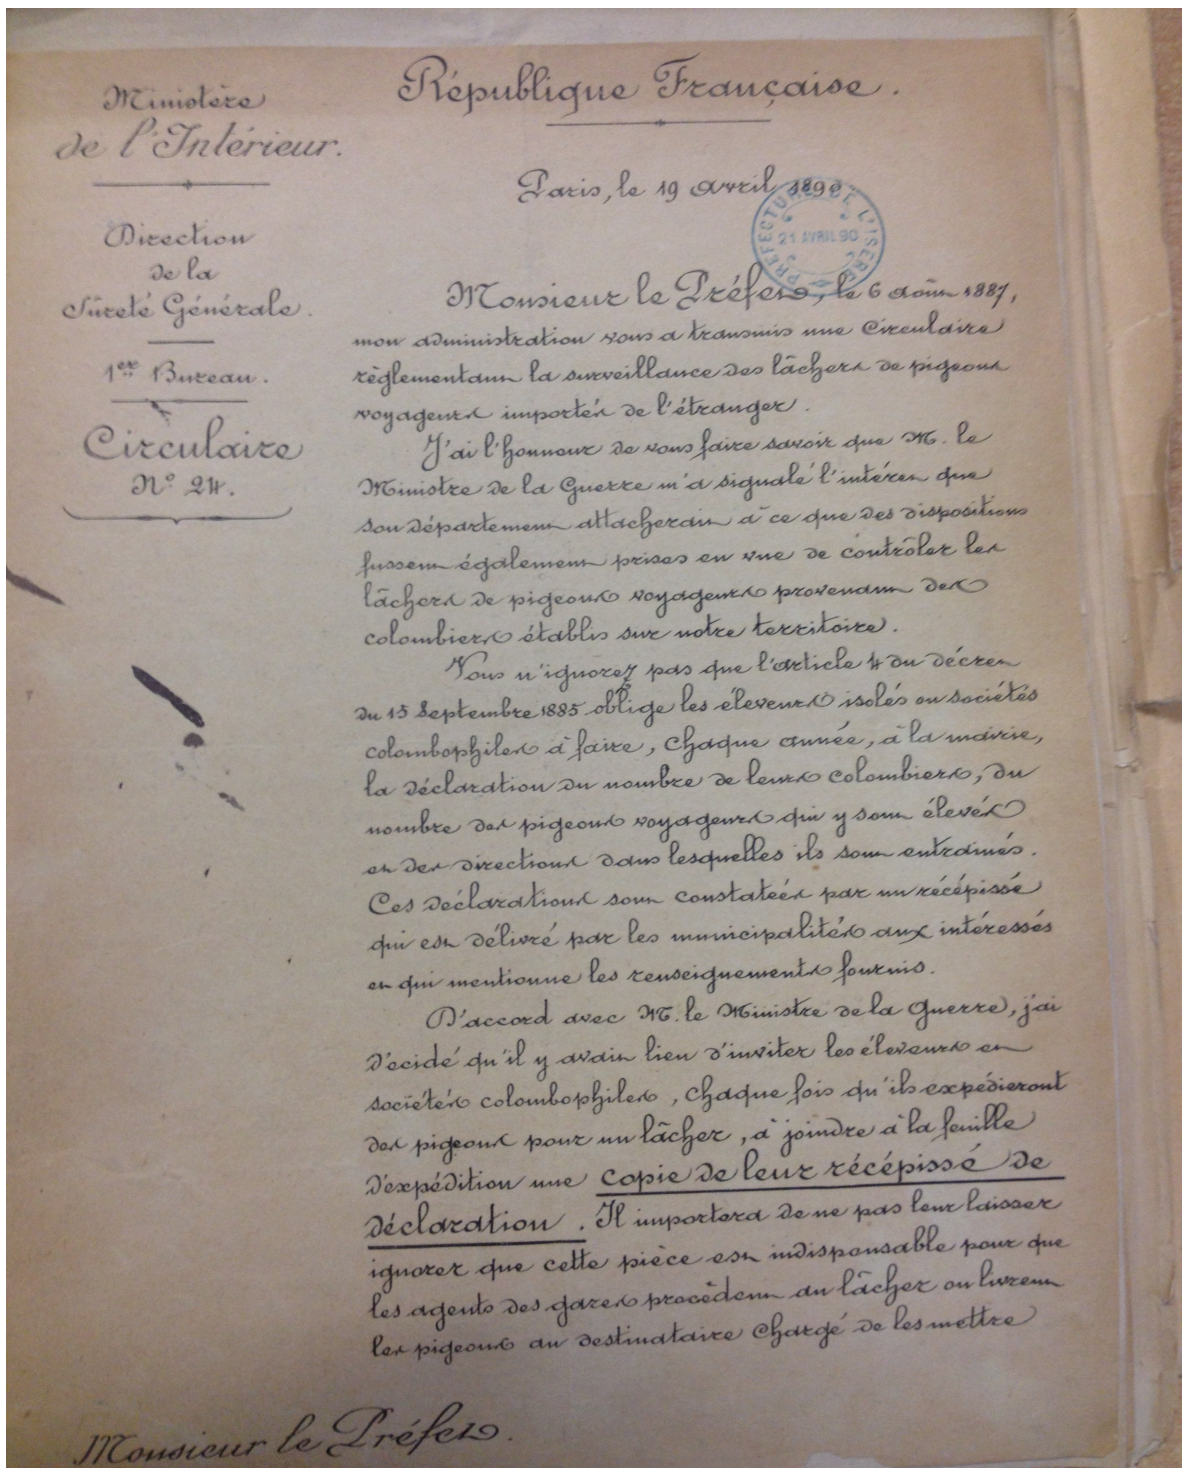 République Française.
Ministère
de l'Intérieur.
Direction
de la
Sûreté Générale.
1er Bureau.
Circulaire
N° 24.
Paris, le 19 avril 1890
PRÉFECTURE DE L'ISÈRE
21 AVRIL 90
Monsieur le Préfet, le 6 août 1887,
mon administration vous a transmis une Circulaire
règlementant la surveillance des lâchers de pigeons
voyageurs importés de l'étranger.
J'ai l'honneur de vous faire savoir que M. le
Ministre de la Guerre m'a signalé l'intérêt que
son département attacherait à ce que des dispositions
fussent également prises en vue de contrôler les
lâchers de pigeons voyageurs provenant des
colombiers établis sur notre territoire.
Vous n'ignorez pas que l'article 4 du décret
du 15 Septembre 1885 oblige les éleveurs isolés ou sociétés
colombophiles à faire, chaque année, à la mairie,
la déclaration du nombre de leurs colombiers, du
nombre des pigeons voyageurs qui y sont élevés
et des directions dans lesquelles ils sont entraînés.
Ces déclarations sont constatées par un récépissé
qui est délivré par les municipalités aux intéressés
et qui mentionne les renseignements fournis.
D'accord avec M. le Ministre de la Guerre, j'ai
décidé qu'il y avait lieu d'inviter les éleveurs et
sociétés colombophiles, chaque fois qu'ils expédieront
des pigeons pour un lâcher, à joindre à la feuille
d'expédition une copie de leur récépissé de
déclaration. Il importera de ne pas leur laisser
ignorer que cette pièce est indispensable pour que
les agents des gares procèdent au lâcher ou livrent
les pigeons au destinataire chargé de les mettre
Monsieur le Préfet.